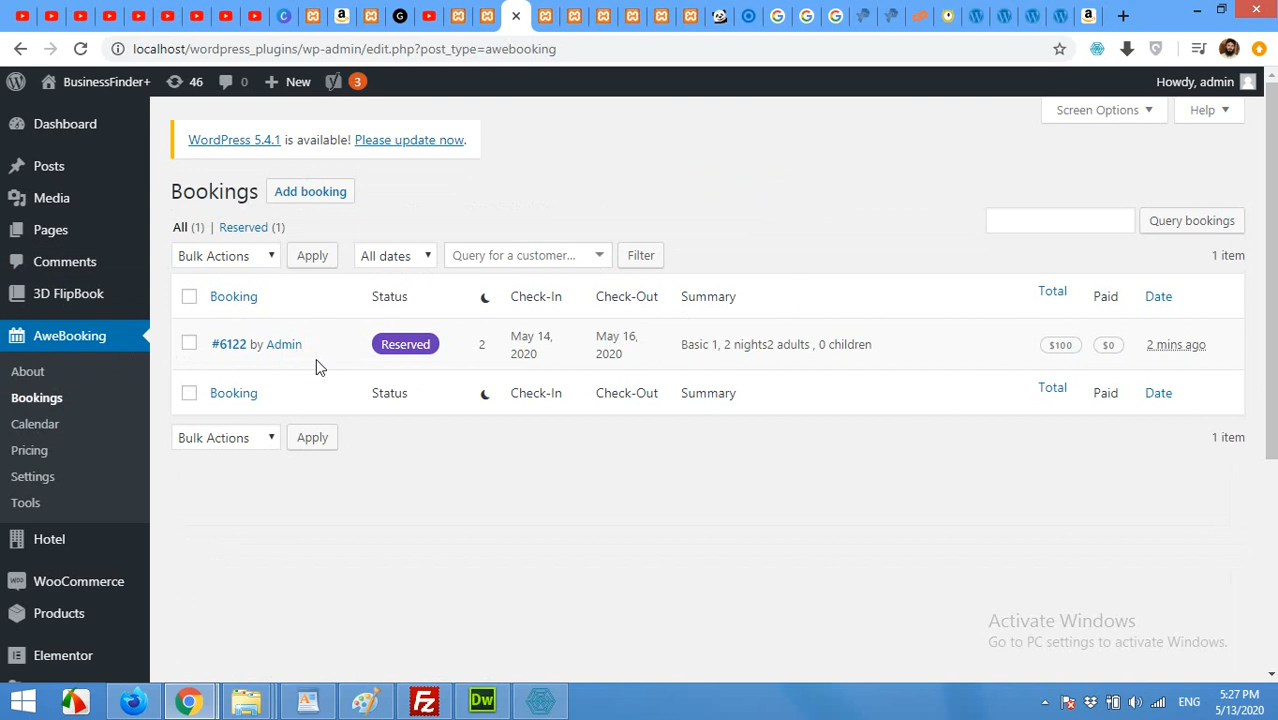 localhost/wordpress_plugins/wp-admin/edit.php?post_type=awebooking
BusinessFinder+ 46 0 New 3 Howdy, admin
Screen Options Help
WordPress 5.4.1 is available! Please update now.
Dashboard
Posts
Media
Pages
Comments
3D FlipBook
AweBooking
About
Bookings
Calendar
Pricing
Settings
Tools
Hotel
WooCommerce
Products
Elementor
Bookings Add booking
Query bookings
All (1) | Reserved (1)
Bulk Actions Apply All dates Query for a customer... Filter 1 item
Booking Status Check-In Check-Out Summary Total Paid Date
#6122 by Admin Reserved 2 May 14, 2020 May 16, 2020 Basic 1, 2 nights2 adults , 0 children $100 $0 2 mins ago
Booking Status Check-In Check-Out Summary Total Paid Date
Bulk Actions Apply 1 item
Activate Windows
Go to PC settings to activate Windows.
Fz Dw ENG 5:27 PM
5/13/2020